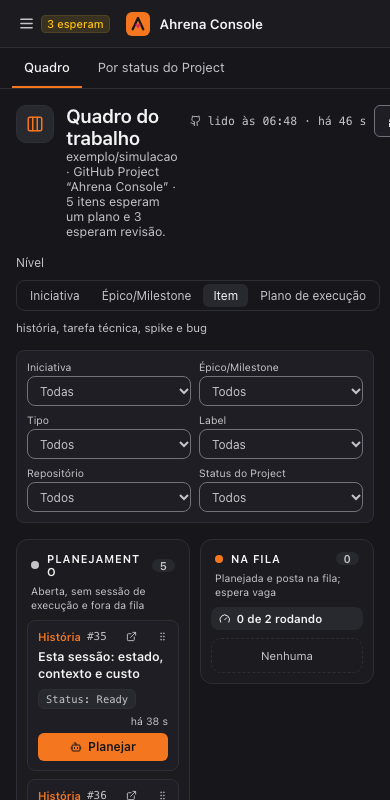 3 esperam
Ahrena Console
Quadro
Por status do Project
Quadro do
trabalho
lido às 06:48 · há 46 s
exemplo/simulacao
· GitHub Project
“Ahrena Console” ·
5 itens esperam
um plano e 3
esperam revisão.
Nível
Iniciativa
Épico/Milestone
Item
Plano de execução
história, tarefa técnica, spike e bug
Iniciativa
Épico/Milestone
Todas
Todos
Tipo
Label
Todos
Todas
Repositório
Status do Project
Todos
Todos
PLANEJAMENT
O
5
Aberta, sem sessão de
execução e fora da fila
História #35
Esta sessão: estado,
contexto e custo
Status: Ready
há 38 s
Planejar
História #36
NA FILA
0
Planejada e posta na fila;
espera vaga
0 de 2 rodando
Nenhuma